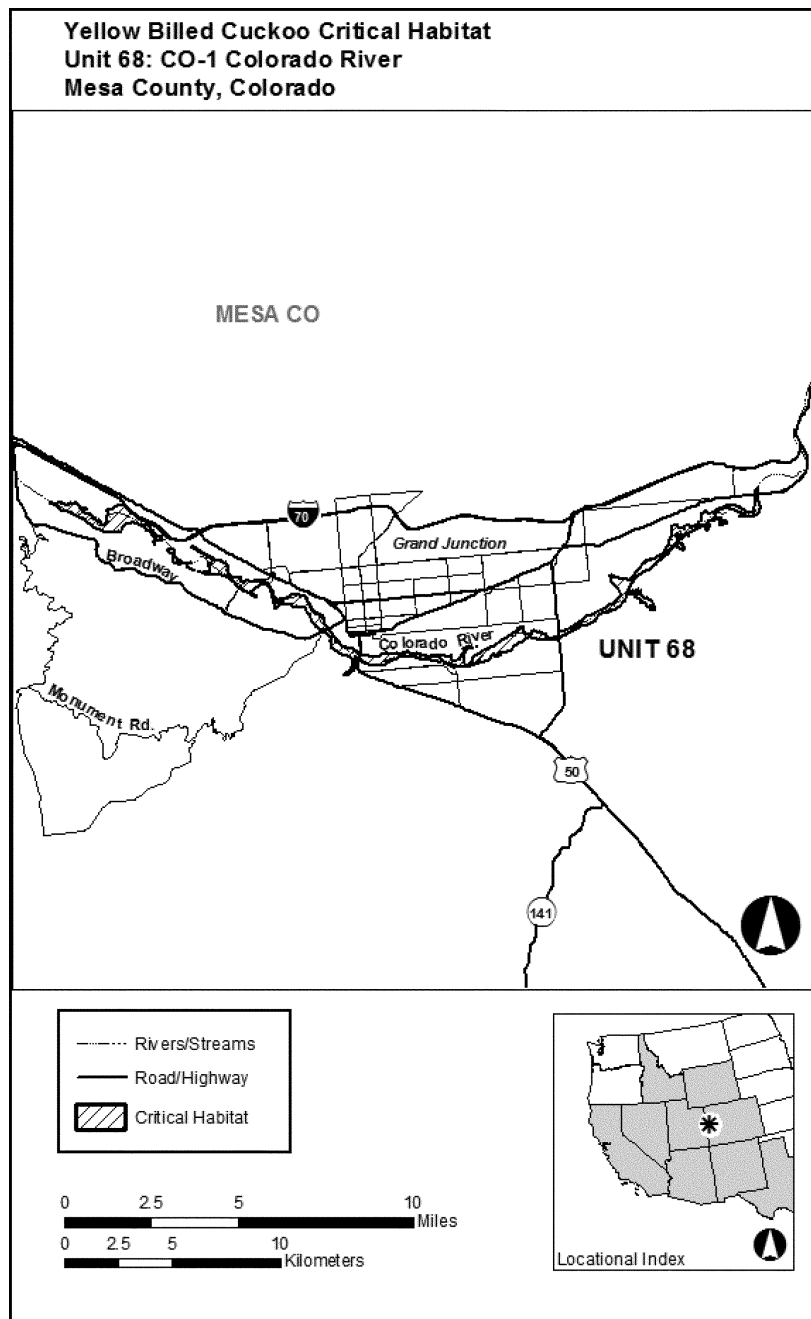 Yellow Billed Cuckoo Critical Habitat
Unit 68: CO-1 Colorado River
Mesa County, Colorado
MESA CO
70
Grand Junction
Broadway
Colorado River
UNIT 68
Monument Rd.
50
141
Rivers/Streams
Road/Highway
Critical Habitat
0 2.5 5 10
Miles
0 2.5 5 10
Kilometers
Locational Index